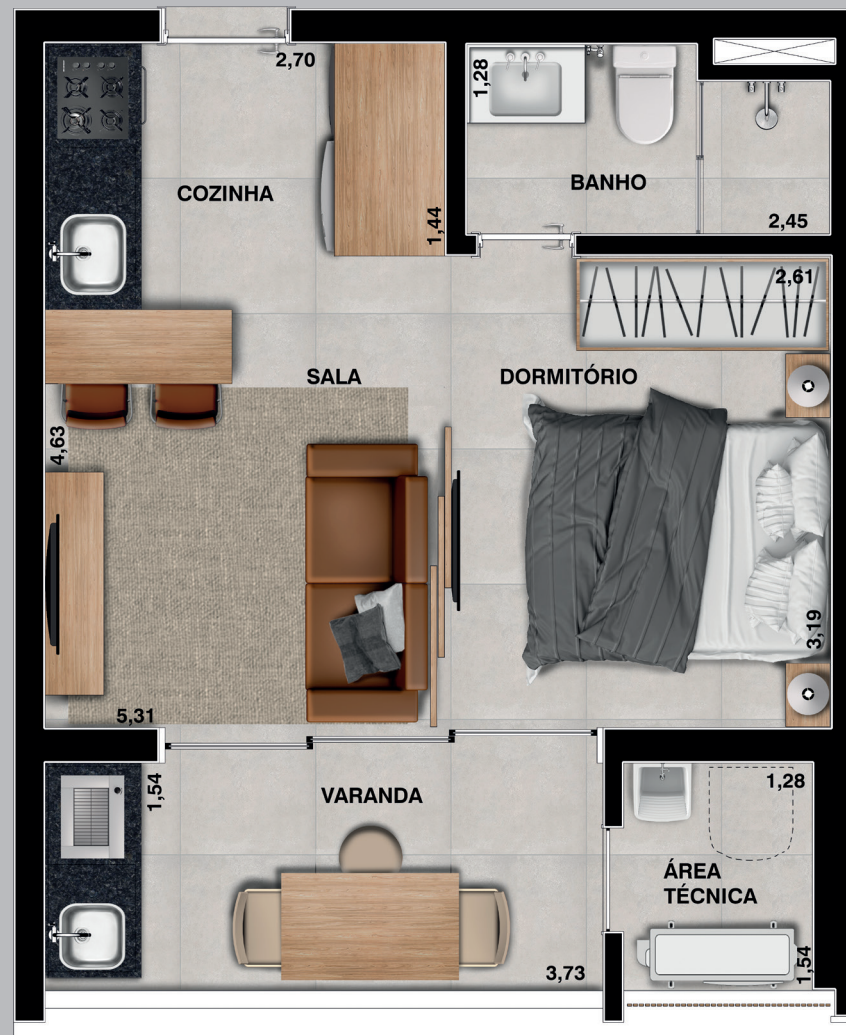 2,70
1,28
COZINHA
BANHO
1,44
2,45
2,61
SALA
DORMITÓRIO
4,63
3,19
5,31
1,54
VARANDA
1,28
ÁREA
TÉCNICA
3,73
1,54